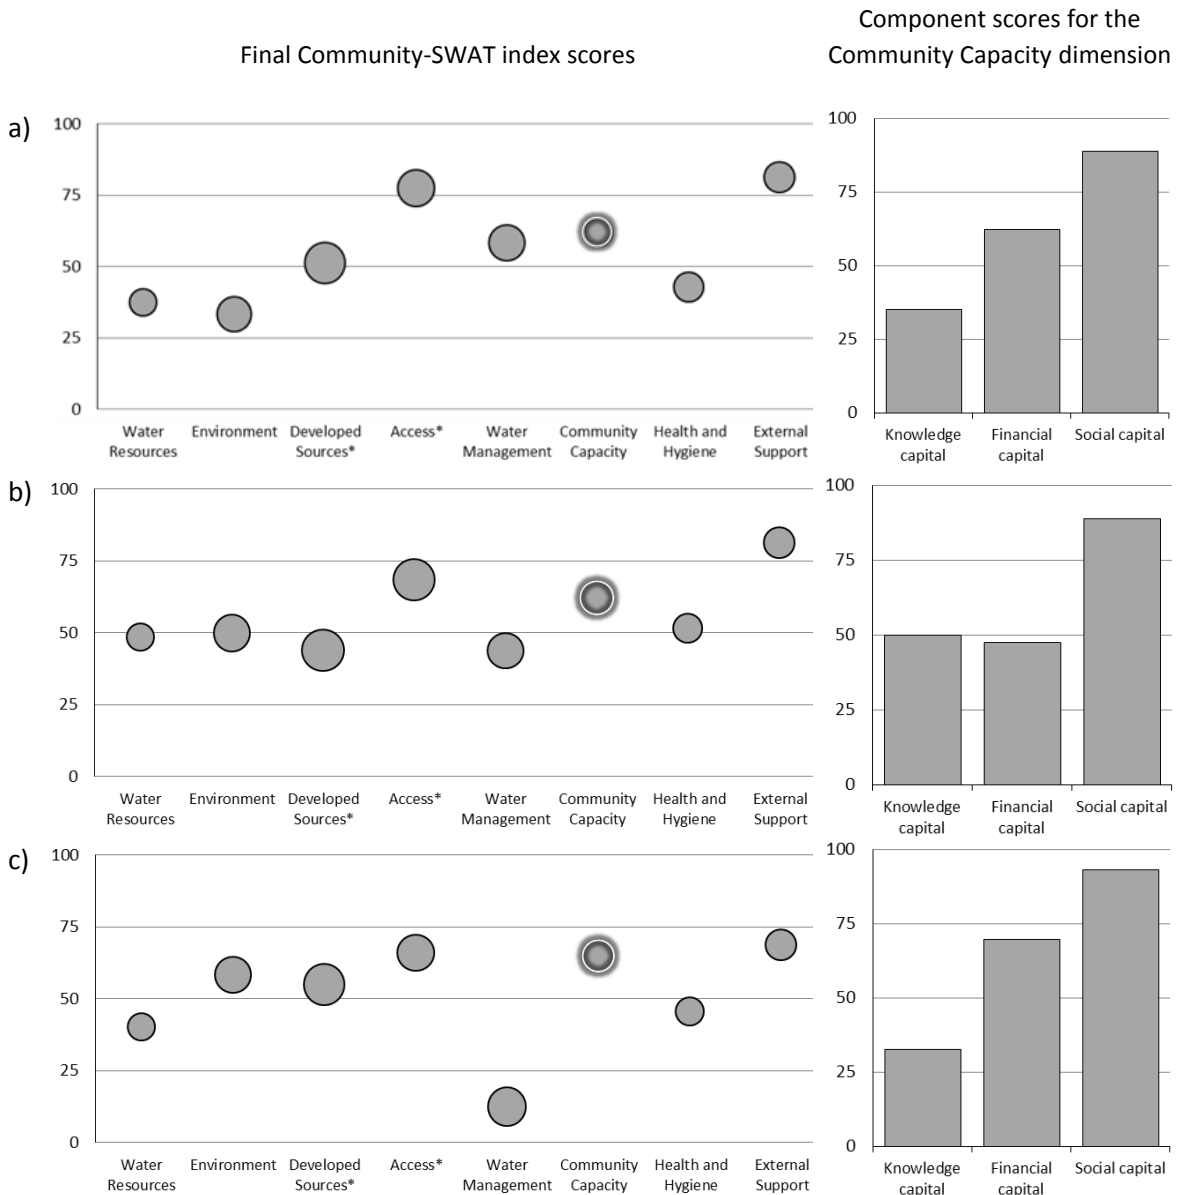 Component scores for the
Final Community-SWAT index scores
Community Capacity dimension
a)
100
75
50
25
0
Water
Resources
Environment
Developed
Sources*
Access*
Water
Management
Community
Capacity
Health and
Hygiene
External
Support
100
75
50
25
0
Knowledge
capital
Financial
capital
Social capital
b)
100
75
50
25
0
Water
Resources
Environment
Developed
Sources*
Access*
Water
Management
Community
Capacity
Health and
Hygiene
External
Support
100
75
50
25
0
Knowledge
capital
Financial
capital
Social capital
c)
100
75
50
25
0
Water
Resources
Environment
Developed
Sources*
Access*
Water
Management
Community
Capacity
Health and
Hygiene
External
Support
100
75
50
25
0
Knowledge
capital
Financial
capital
Social capital